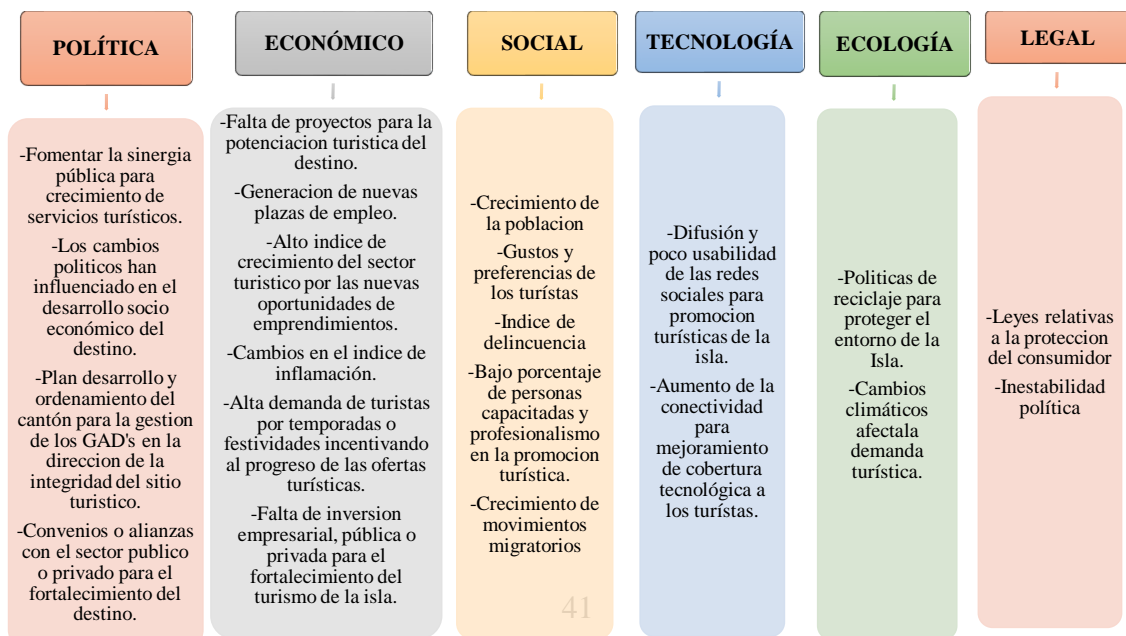 POLÍTICA
-Fomentar la sinergia
pública para
crecimiento de
servicios turísticos.
-Los cambios
politicos han
influenciado en el
desarrollo socio
económico del
destino.
-Plan desarrollo y
ordenamiento del
cantón para la gestion
de los GAD's en la
direccion de la
integridad del sitio
turistico.
-Convenios o alianzas
con el sector publico
o privado para el
fortalecimiento del
destino.
ECONÓMICO
-Falta de proyectos para la
potenciacion turistica del
destino.
-Generacion de nuevas
plazas de empleo.
-Alto indice de
crecimiento del sector
turistico por las nuevas
oportunidades de
emprendimientos.
-Cambios en el indice de
inflamación.
-Alta demanda de turistas
por temporadas o
festividades incentivando
al progreso de las ofertas
turísticas.
-Falta de inversion
empresarial, pública o
privada para el
fortalecimiento del
turismo de la isla.
SOCIAL
-Crecimiento de
la poblacion
-Gustos y
preferencias de
los turístas
-Indice de
delincuencia
-Bajo porcentaje
de personas
capacitadas y
profesionalismo
en la promocion
turística.
-Crecimiento de
movimientos
migratorios
41
TECNOLOGÍA
-Difusión y
poco usabilidad
de las redes
sociales para
promocion
turísticas de la
isla.
-Aumento de la
conectividad
para
mejoramiento
de cobertura
tecnológica a
los turístas.
ECOLOGÍA
-Politicas de
reciclaje para
proteger el
entorno de la
Isla.
-Cambios
climáticos
afectala
demanda
turística.
LEGAL
-Leyes relativas
a la proteccion
del consumidor
-Inestabilidad
política